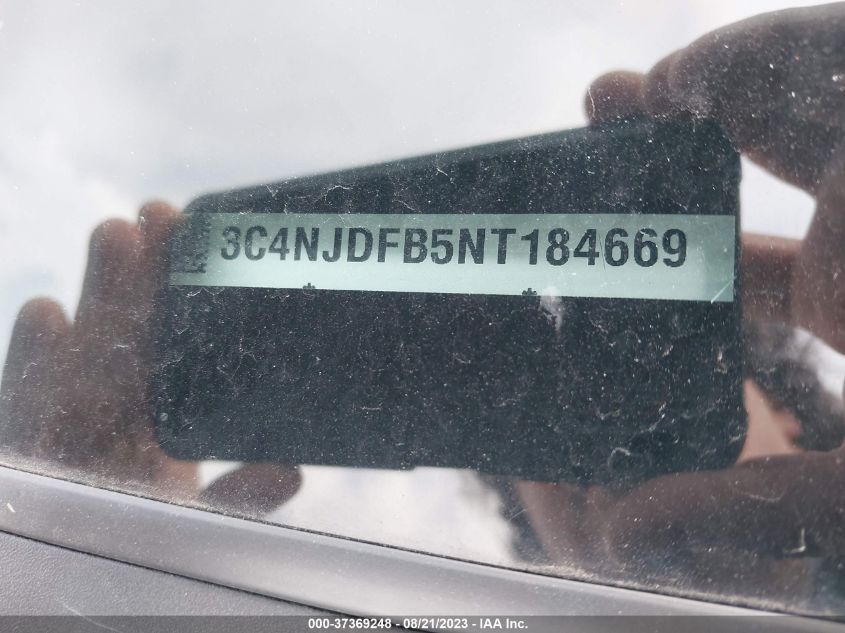 3C4NJDFB5NT184669
000-37369248 - 08/21/2023 - IAA Inc.